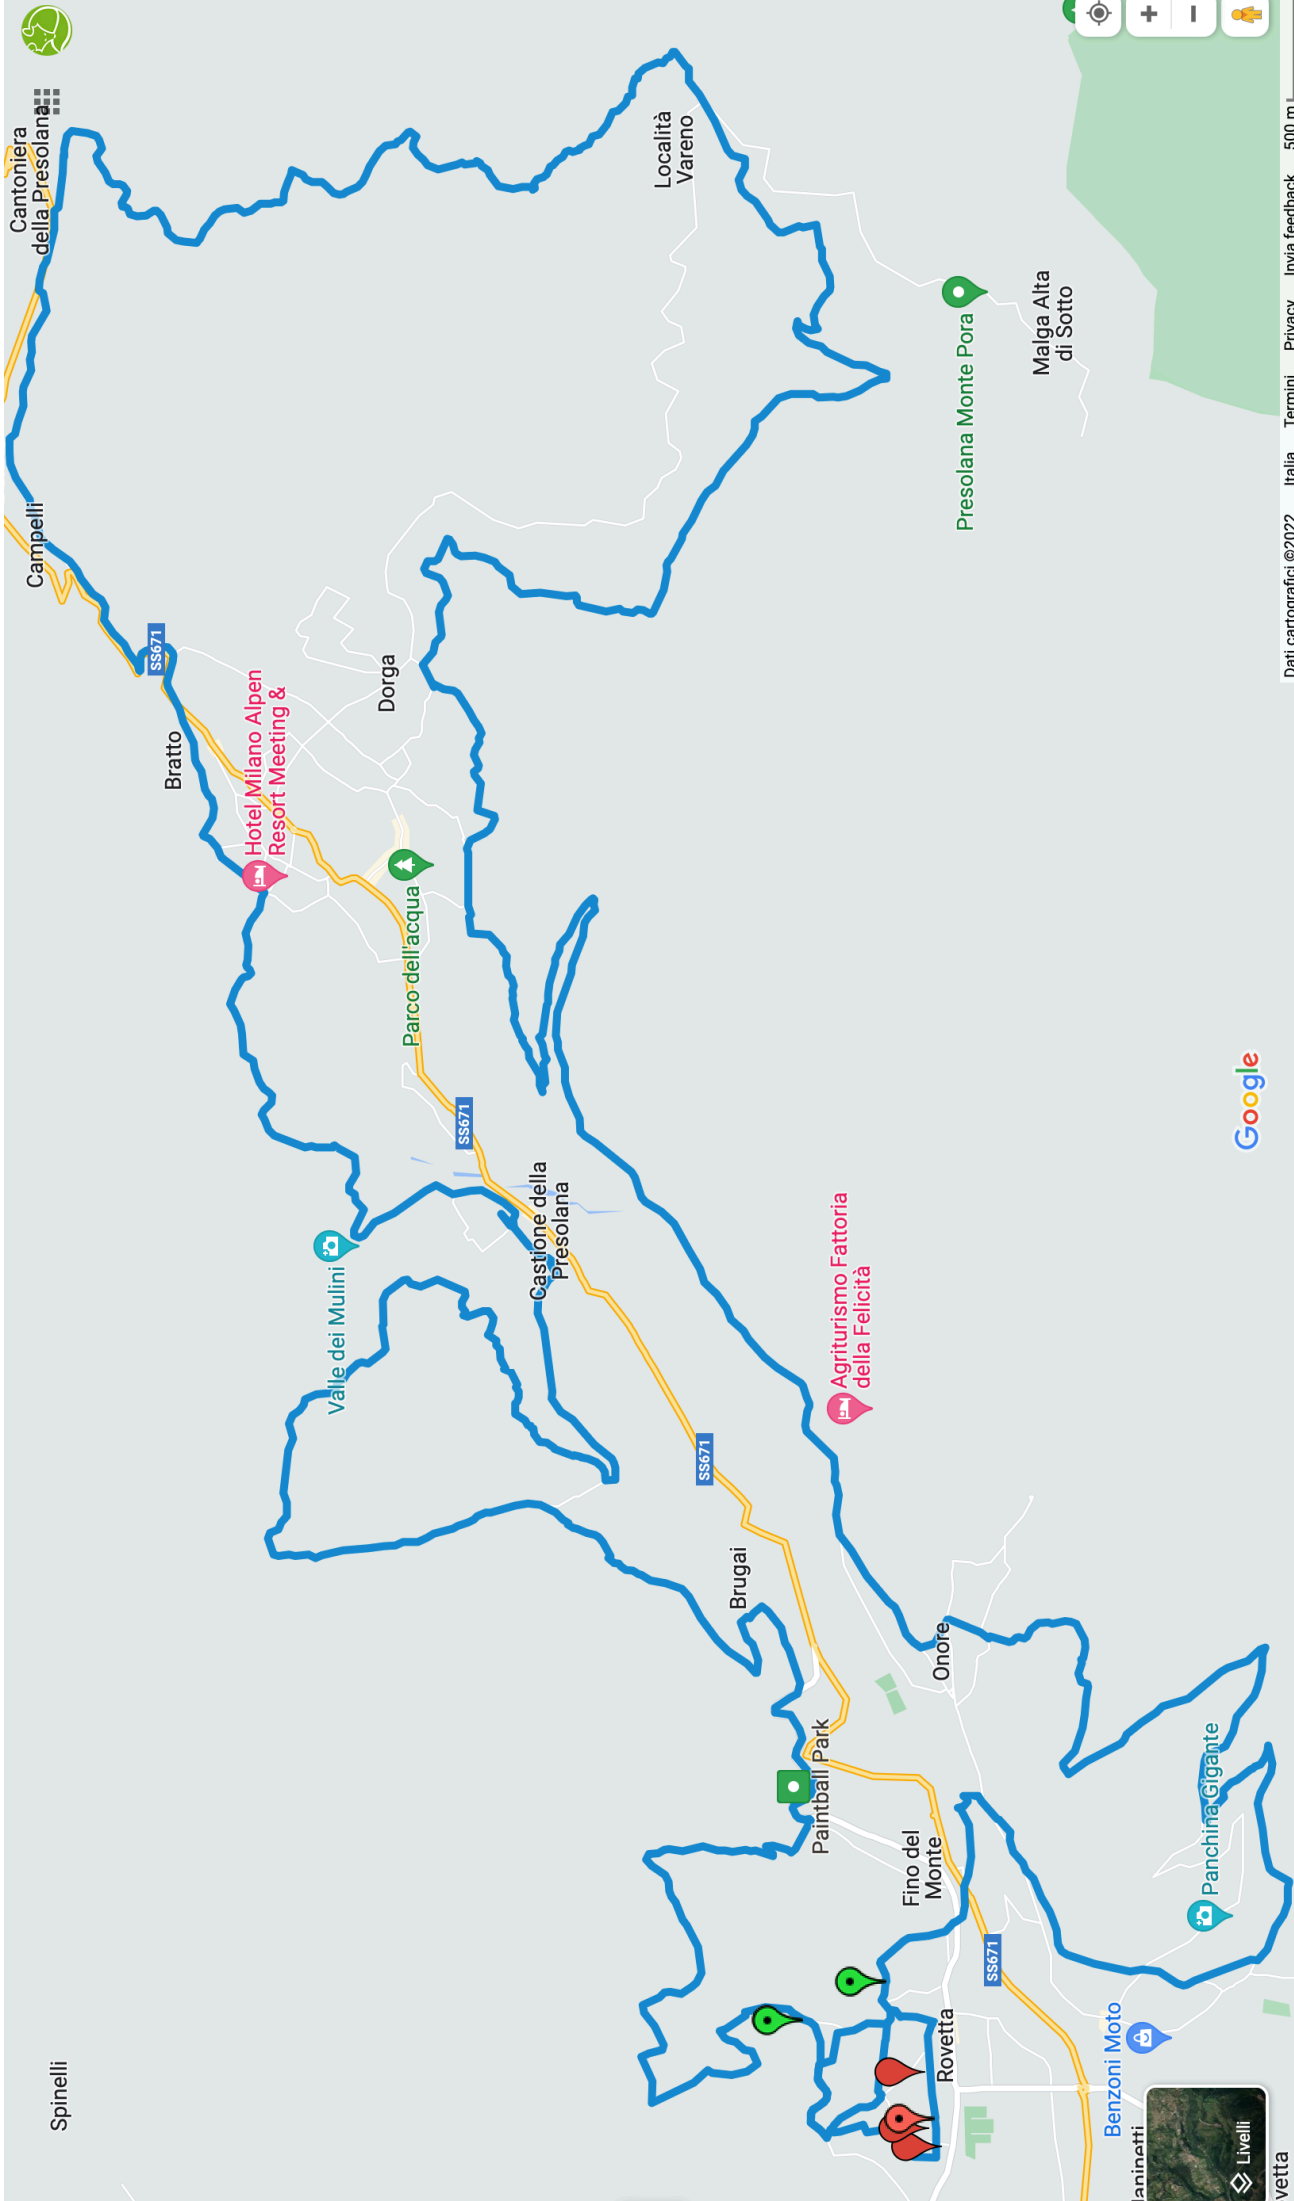 Cantoniera
della Presolana
Campelli
SS671
Bratto
Hotel Milano Alpen
Resort Meeting &
Dorga
Località
Vareno
Presolana Monte Pora
Malga Alta
di Sotto
Parco dell'acqua
SS671
Castione della
Presolana
Valle dei Mulini
Agriturismo Fattoria
della Felicità
SS671
Brugai
Onore
Paintball Park
Fino del
Monte
Panchina Gigante
SS671
Rovetta
Benzoni Moto
Spinelli
laninetti
vetta
Livelli
Google
Dati cartografici ©2022 Italia Termini Privacy Invia feedback 500 m